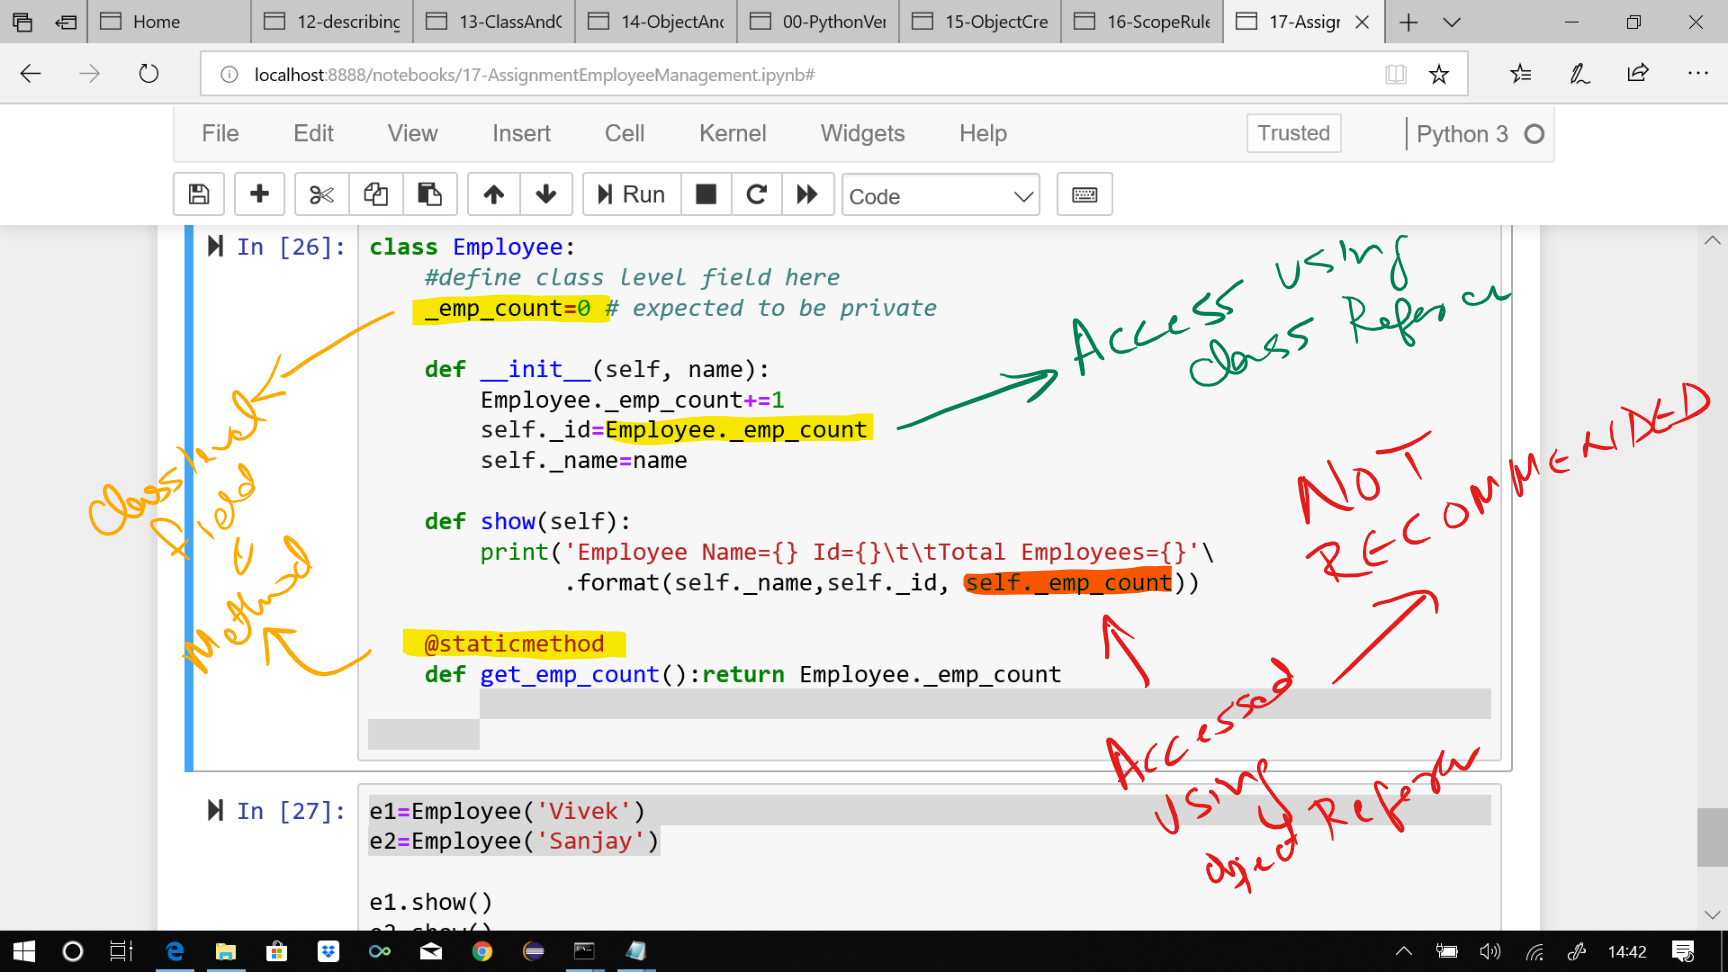 Home
12-describing
13-ClassAndC
14-ObjectAnc
00-PythonVer
15-ObjectCre
16-ScopeRule
17-Assigr
localhost:8888/notebooks/17-AssignmentEmployeeManagement.ipynb#
File Edit View Insert Cell Kernel Widgets Help
Trusted
Python 3
Run
Code
In [26]:
class Employee:
#define class level field here
_emp_count=0 # expected to be private
def __init__(self, name):
Employee._emp_count+=1
self._id=Employee._emp_count
self._name=name
def show(self):
print('Employee Name={} Id={}\t\tTotal Employees={}'\
.format(self._name,self._id, self._emp_count))
@staticmethod
def get_emp_count():return Employee._emp_count
Access using
class
NOT
RECOMMENDED
Accessed
using
object
Class level
field
Method
In [27]:
e1=Employee('Vivek')
e2=Employee('Sanjay')
e1.show()
14:42